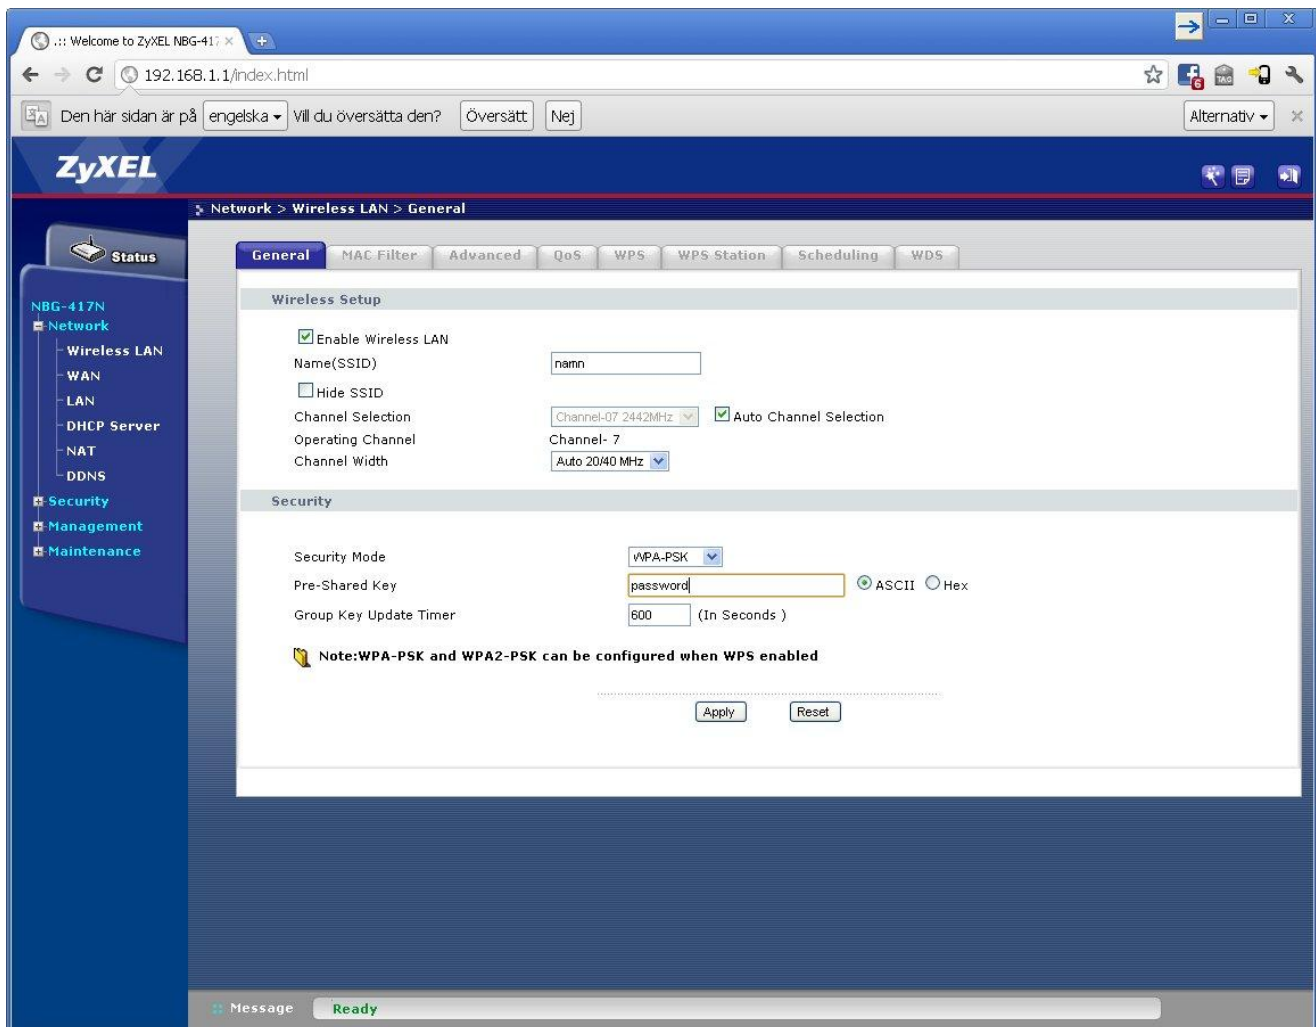 .:: Welcome to ZyXEL NBG-417
192.168.1.1/index.html
6
TAG
Den här sidan är på engelska Vill du översätta den? Översätt Nej Alternativ
ZyXEL
Network > Wireless LAN > General
Status
General MAC Filter Advanced QoS WPS WPS Station Scheduling WDS
NBG-417N
Network
Wireless LAN
WAN
LAN
DHCP Server
NAT
DDNS
Security
Management
Maintenance
Wireless Setup
Enable Wireless LAN
Name(SSID) namn
Hide SSID
Channel Selection Channel-07 2442MHz Auto Channel Selection
Operating Channel Channel- 7
Channel Width Auto 20/40 MHz
Security
Security Mode WPA-PSK
Pre-Shared Key password ASCII Hex
Group Key Update Timer 600 (In Seconds )
Note:WPA-PSK and WPA2-PSK can be configured when WPS enabled
Apply Reset
Message Ready